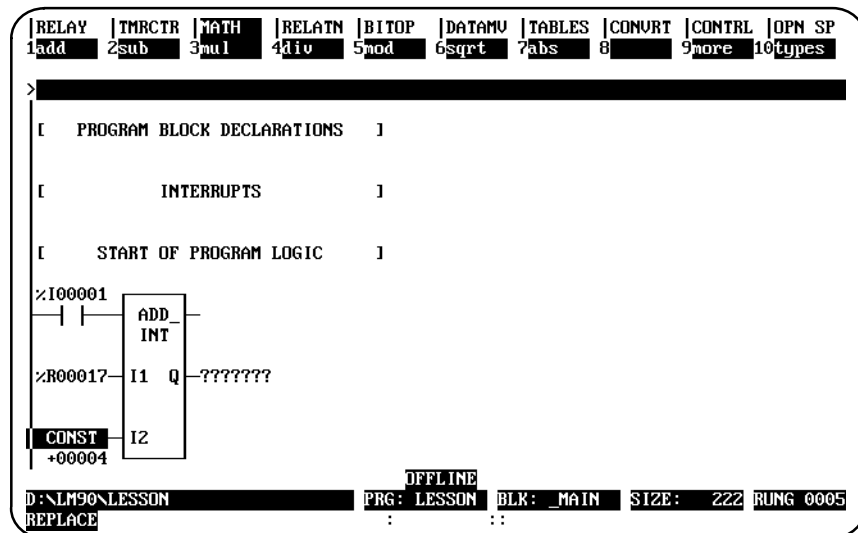 RELAY |TMRCTR |MATH |RELATN |BITOP |DATAMV |TABLES |CONVRT |CONTRL |OPN SP
1add 2sub 3mul 4div 5mod 6sqrt 7abs 8 9more 10types
>
[ PROGRAM BLOCK DECLARATIONS ]
[ INTERRUPTS ]
[ START OF PROGRAM LOGIC ]
%I00001
ADD_
INT
%R00017 I1 Q ???????
CONST I2
+00004
OFFLINE
D:\LM90\LESSON PRG: LESSON BLK: _MAIN SIZE: 222 RUNG 0005
REPLACE : ::